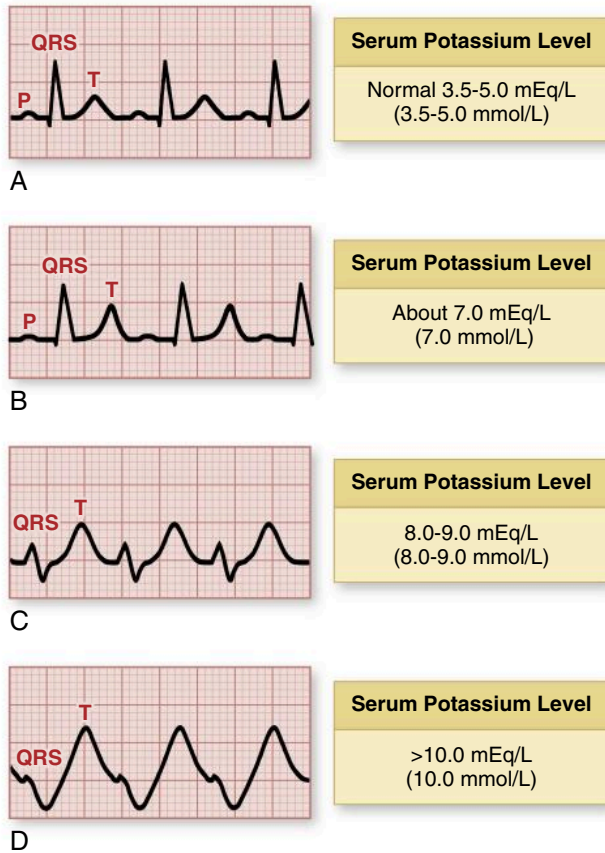 QRS
P
T
Serum Potassium Level
Normal 3.5-5.0 mEq/L
(3.5-5.0 mmol/L)
A
QRS
P
T
Serum Potassium Level
About 7.0 mEq/L
(7.0 mmol/L)
B
QRS
T
Serum Potassium Level
8.0-9.0 mEq/L
(8.0-9.0 mmol/L)
C
QRS
T
Serum Potassium Level
>10.0 mEq/L
(10.0 mmol/L)
D